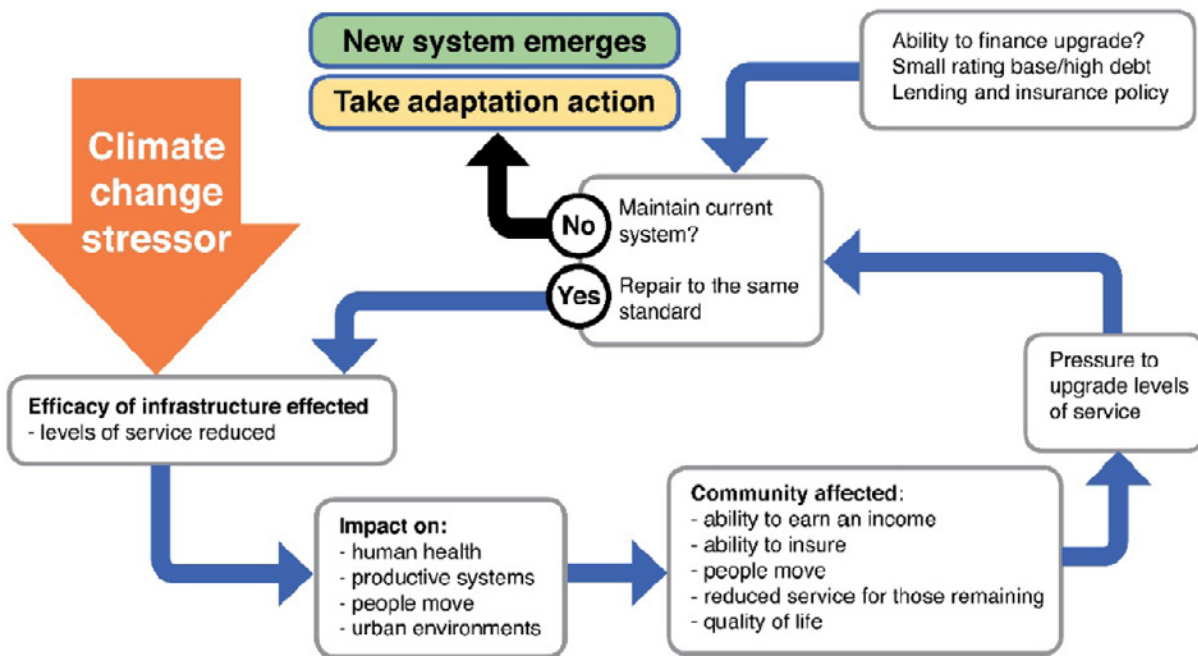 New system emerges
Take adaptation action
Ability to finance upgrade?
Small rating base/high debt
Lending and insurance policy
Climate
change
stressor
No
Maintain current
system?
Yes
Repair to the same
standard
Efficacy of infrastructure effected
- levels of service reduced
Impact on:
- human health
- productive systems
- people move
- urban environments
Community affected:
- ability to earn an income
- ability to insure
- people move
- reduced service for those remaining
- quality of life
Pressure to
upgrade levels
of service